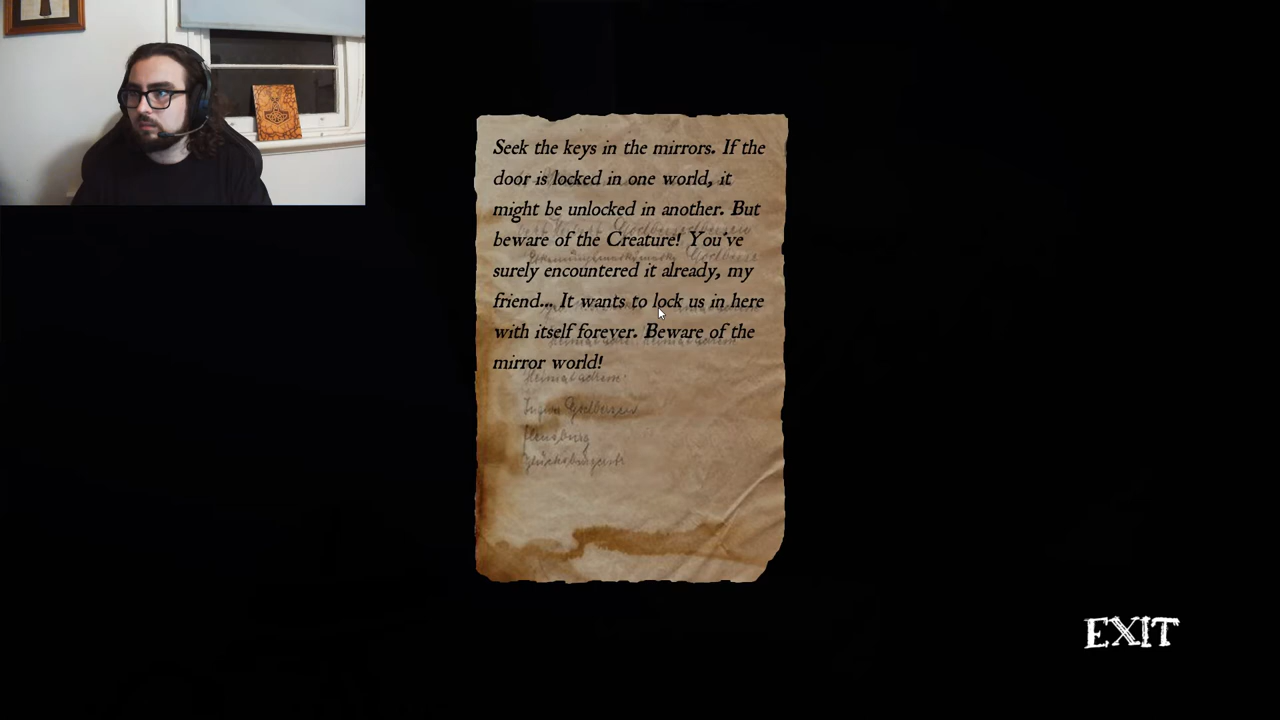 Seek the keys in the mirrors. If the
door is locked in one world, it
might be unlocked in another. But
beware of the Creature! You've
surely encountered it already, my
friend... It wants to lock us in here
with itself forever. Beware of the
mirror world!
Heimatadresse.
Flensburg
EXIT